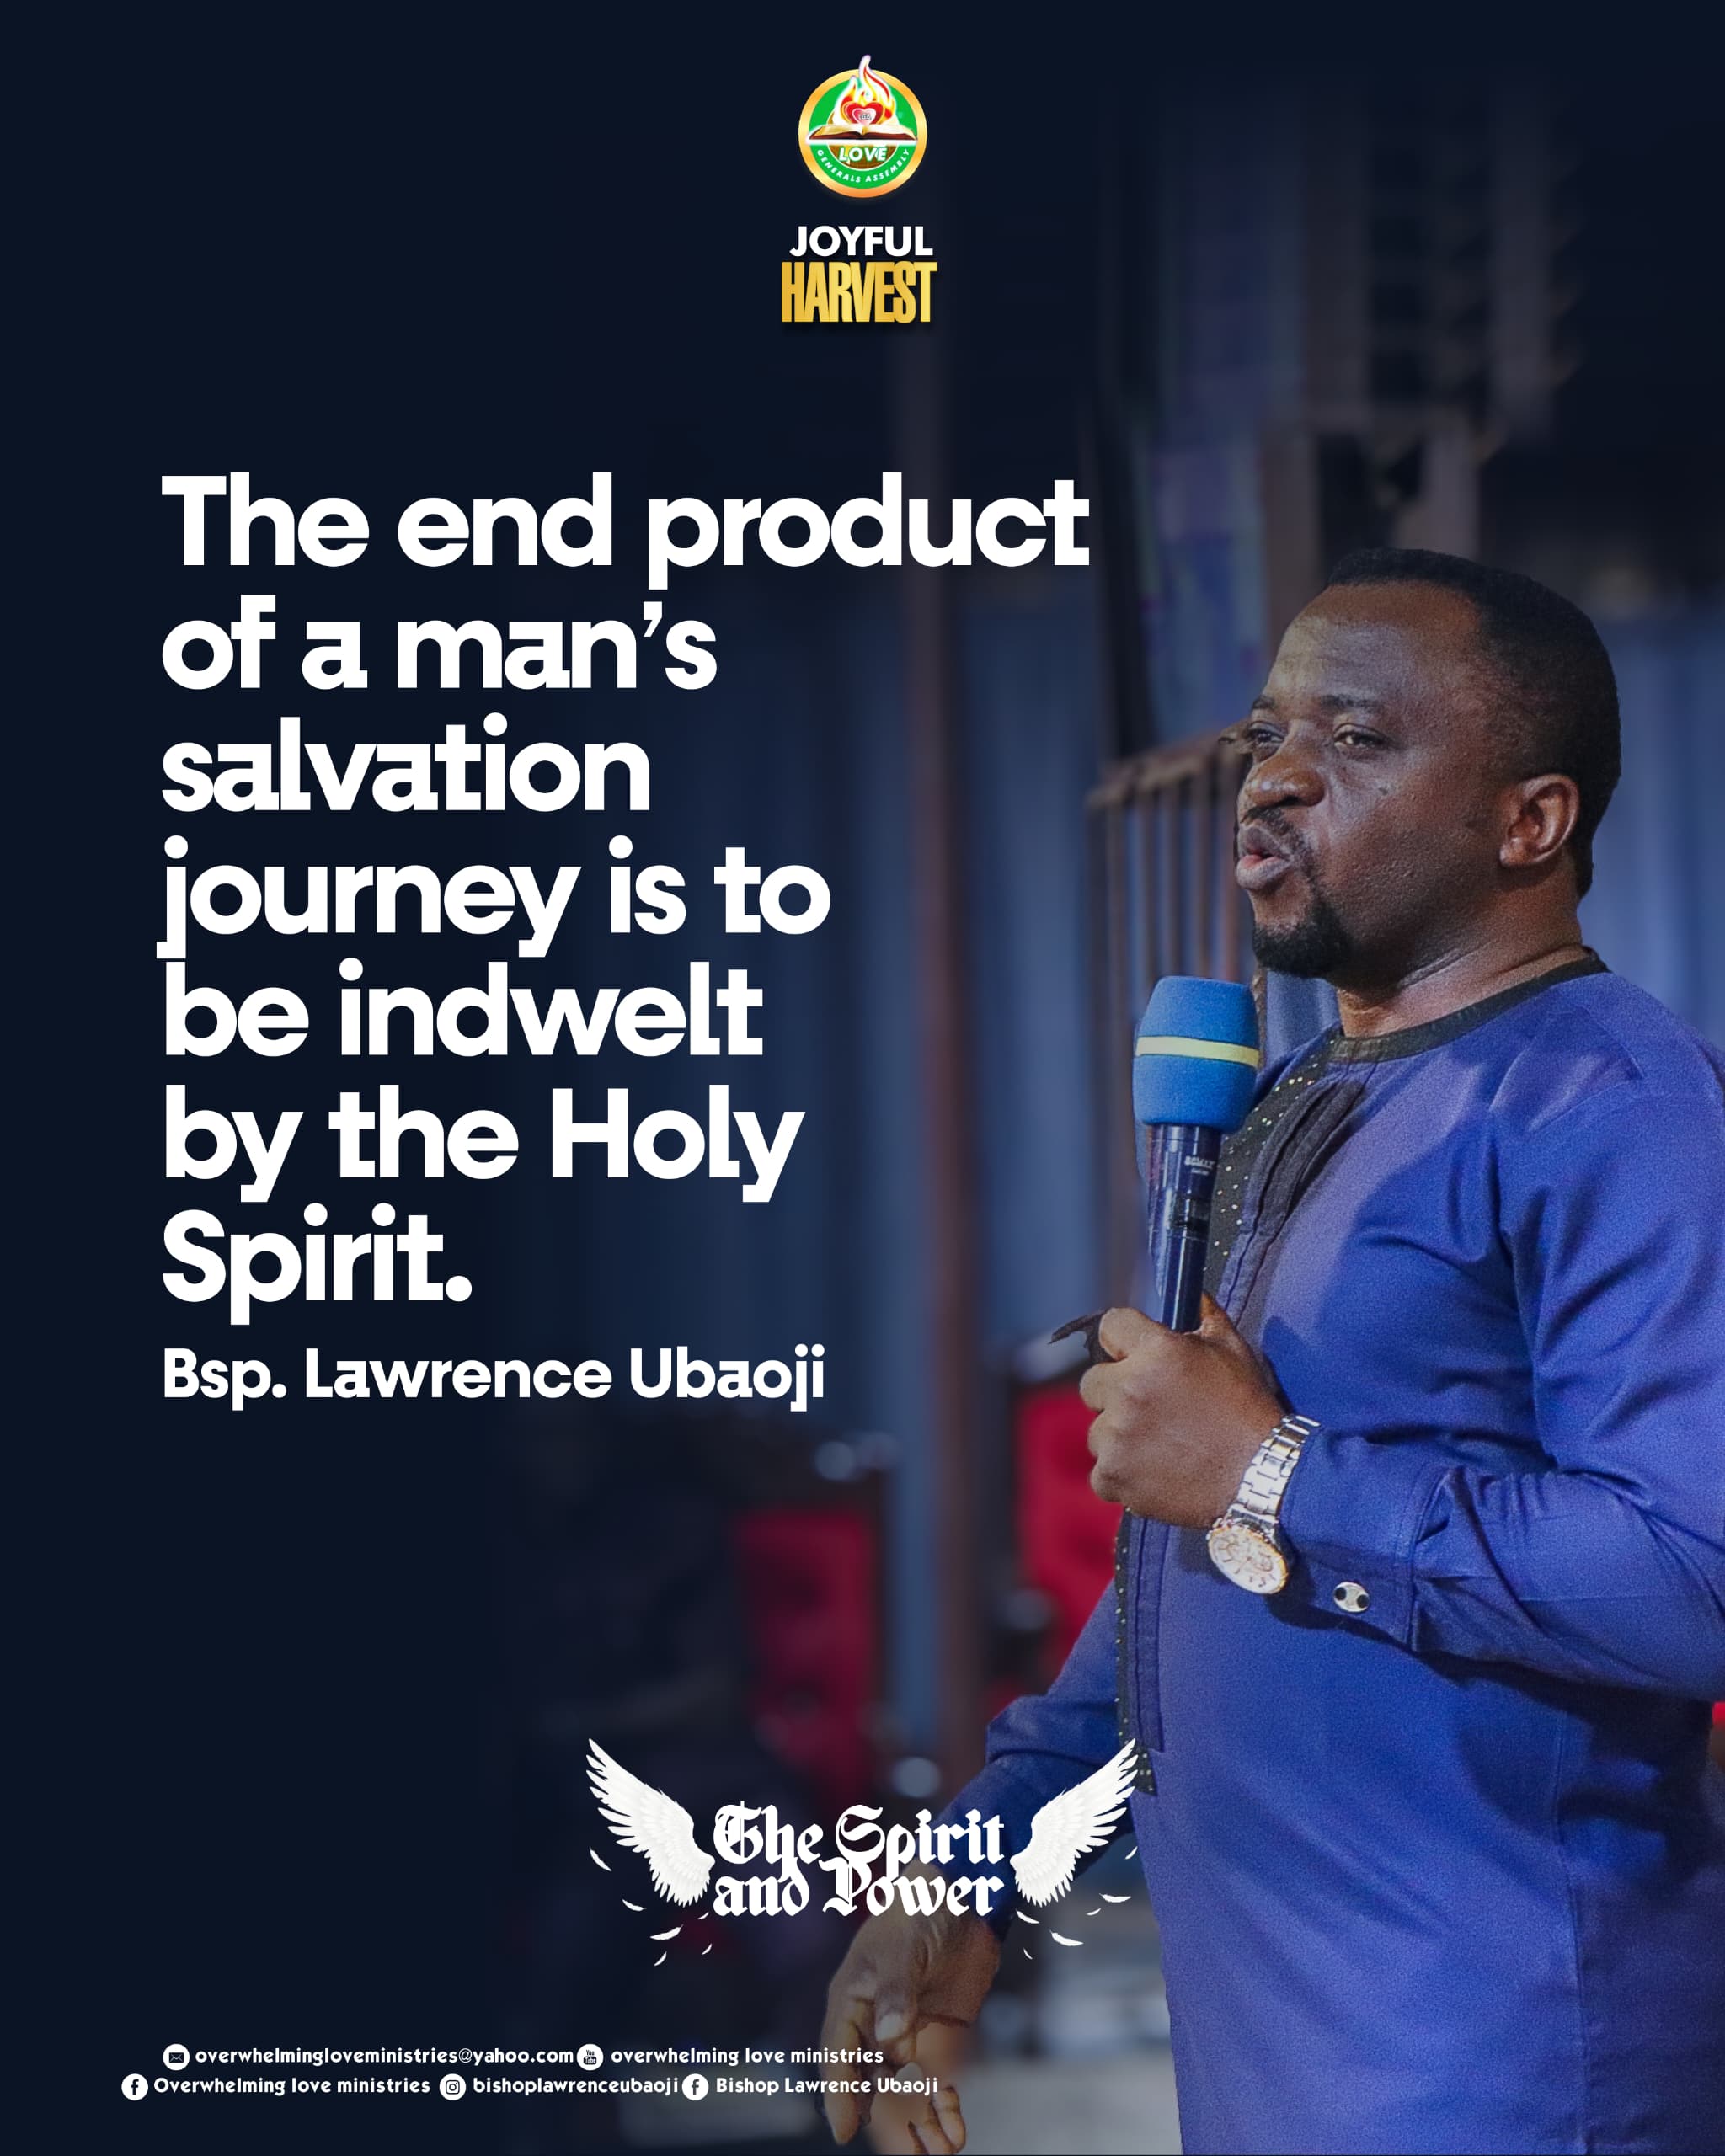 LOVE
GENERALS ASSEMBLY
JOYFUL
HARVEST
The end product
of a man’s
salvation
journey is to
be indwelt
by the Holy
Spirit.
Bsp. Lawrence Ubaoji
The Spirit
and Power
overwhelmingloveministries@yahoo.com overwhelming love ministries
Overwhelming love ministries bishoplawrenceubaoji Bishop Lawrence Ubaoji